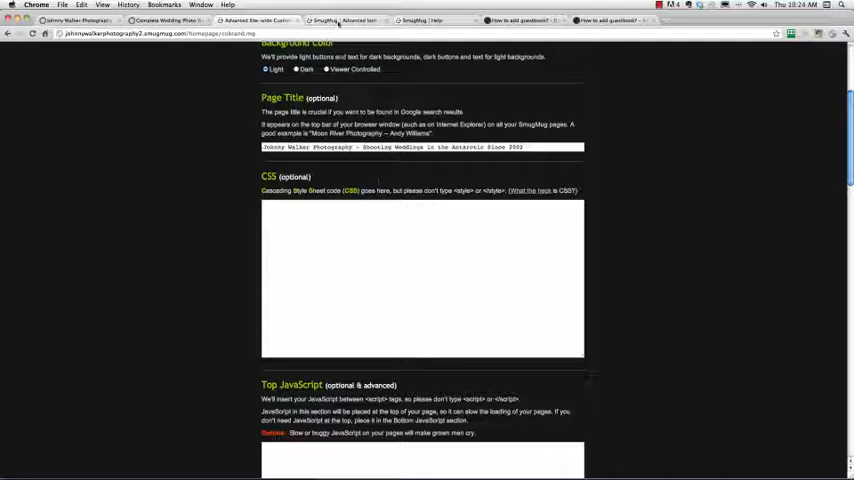 Chrome File Edit View History Bookmarks Window Help
Thu 10:24 AM
Johnny Walker Photography
Complete Wedding Photo
Advanced Site-wide Custom
SmugMug | Advanced
SmugMug | Help
How to add guestbook? -
How to add guestbook? -
johnnywalkerphotography2.smugmug.com/homepage/cobrand.mg
Background Color
We'll provide light buttons and text for dark backgrounds, dark buttons and text for light backgrounds.
Light Dark Viewer Controlled
Page Title (optional)
The page title is crucial if you want to be found in Google search results.
It appears on the top bar of your browser window (such as on Internet Explorer) on all your SmugMug pages. A
good example is "Moon River Photography -- Andy Williams".
Johnny Walker Photography - Shooting Weddings in the Antarctic Since 2002
CSS (optional)
Cascading Style Sheet code (CSS) goes here, but please don't type <style> or </style>. (What the heck is CSS?)
Top JavaScript (optional & advanced)
We'll insert your JavaScript between <script> tags, so please don't type <script> or </script>.
JavaScript in this section will be placed at the top of your page, so it can slow the loading of your pages. If you
don't need JavaScript at the top, place it in the Bottom JavaScript section.
Slow or buggy JavaScript on your pages will make grown men cry.